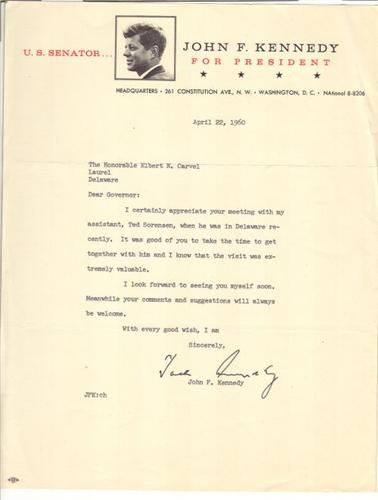 U. S. SENATOR...
JOHN F. KENNEDY
FOR PRESIDENT
★ ★ ★ ★
HEADQUARTERS • 261 CONSTITUTION AVE., N. W. • WASHINGTON, D. C. • NAtional 8-8206
April 22, 1960
The Honorable Elbert N. Carvel
Laurel
Delaware
Dear Governor:
I certainly appreciate your meeting with my
assistant, Ted Sorensen, when he was in Delaware re-
cently. It was good of you to take the time to get
together with him and I know that the visit was ex-
tremely valuable.
I look forward to seeing you myself soon.
Meanwhile your comments and suggestions will always
be welcome.
With every good wish, I am
Sincerely,
Jack Kennedy
John F. Kennedy
JFK:ch